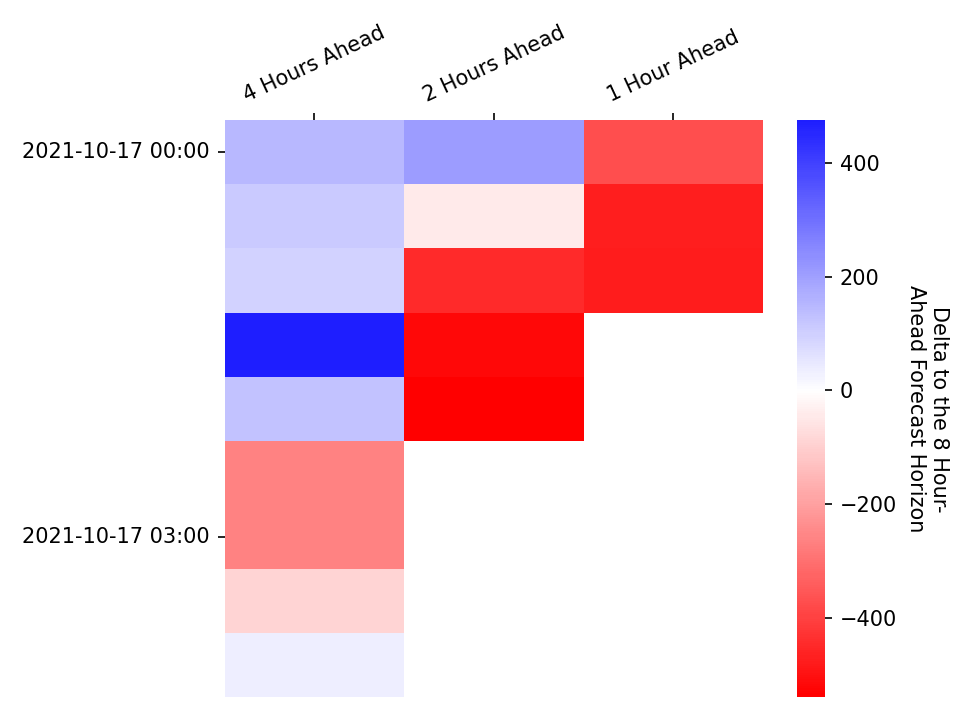 4 Hours Ahead
2 Hours Ahead
1 Hour Ahead
2021-10-17 00:00
2021-10-17 03:00
400
200
0
−200
−400
Delta to the 8 Hour-
Ahead Forecast Horizon